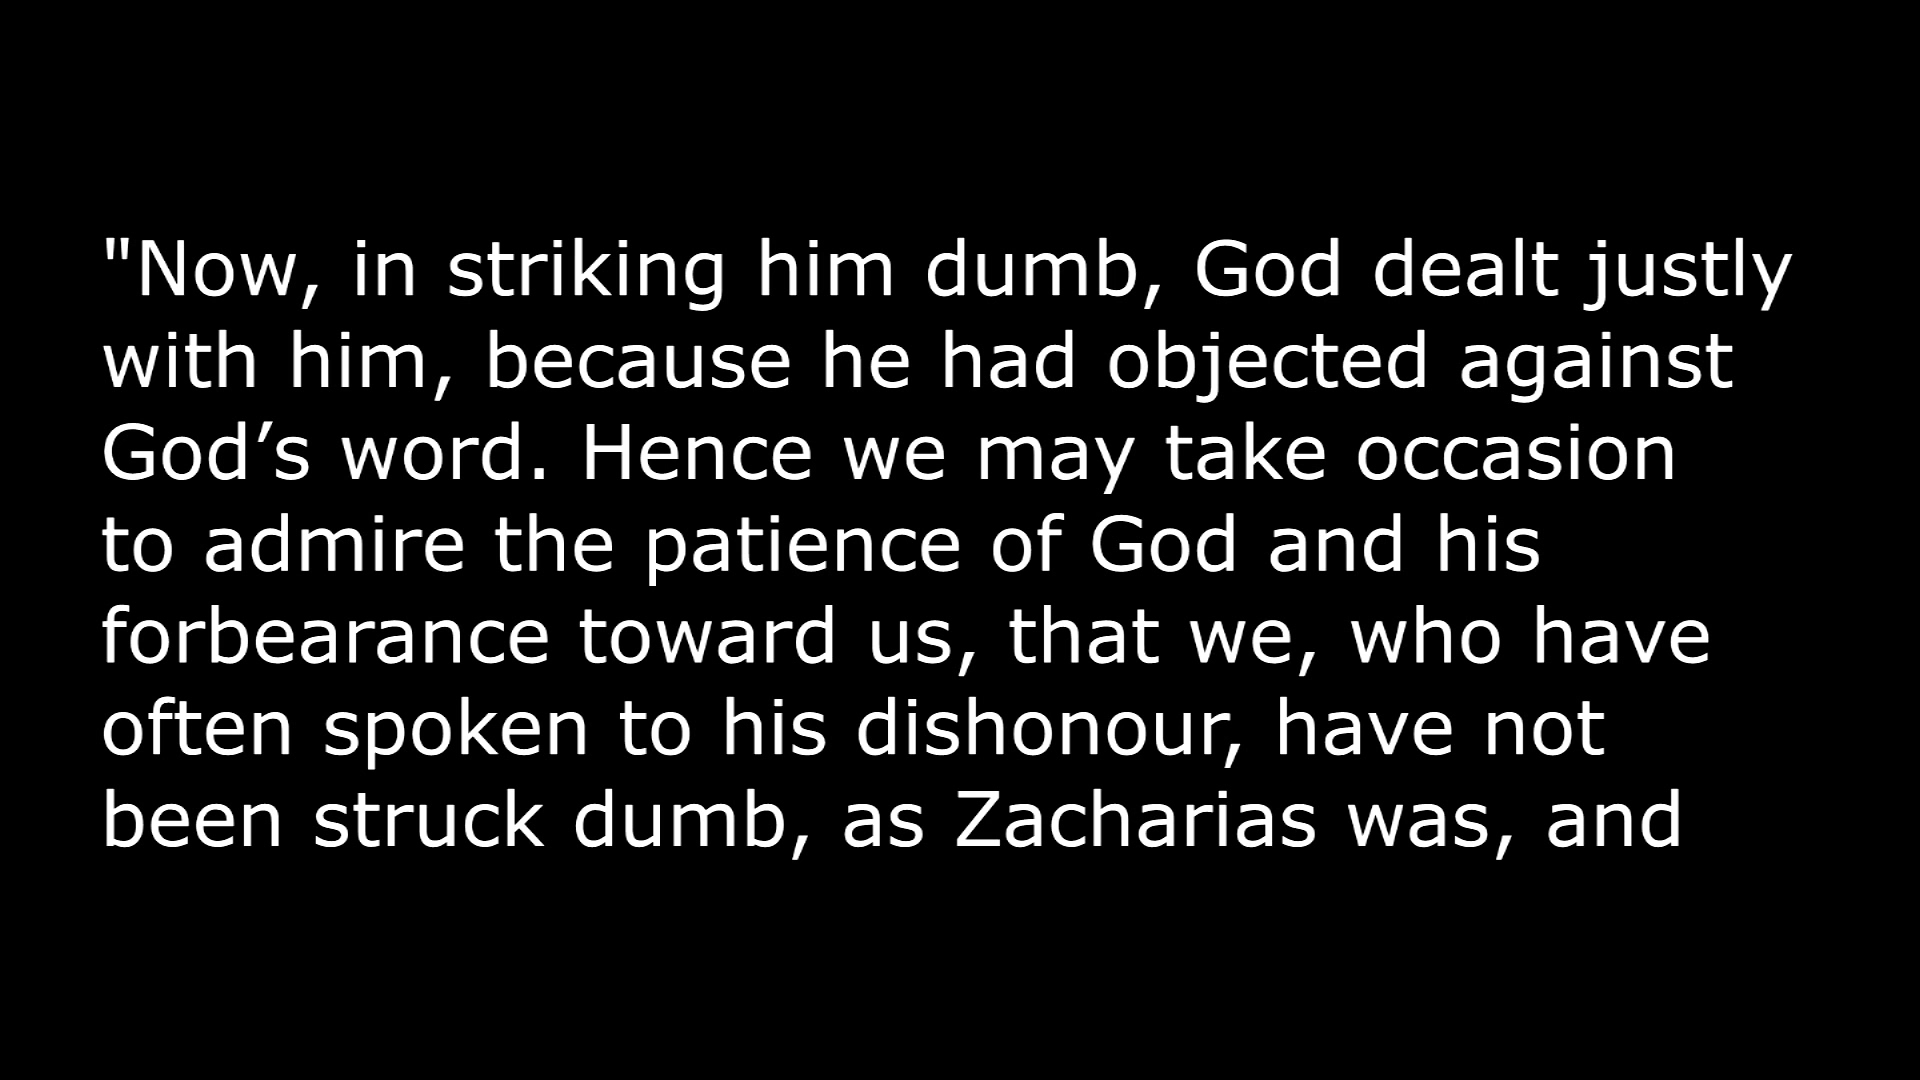 "Now, in striking him dumb, God dealt justly
with him, because he had objected against
God’s word. Hence we may take occasion
to admire the patience of God and his
forbearance toward us, that we, who have
often spoken to his dishonour, have not
been struck dumb, as Zacharias was, and